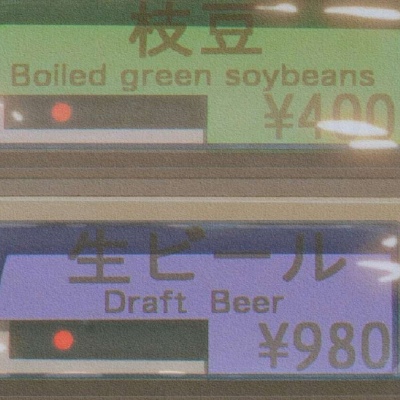 枝豆
Boiled green soybeans
¥400
生ビール
Draft Beer
¥980